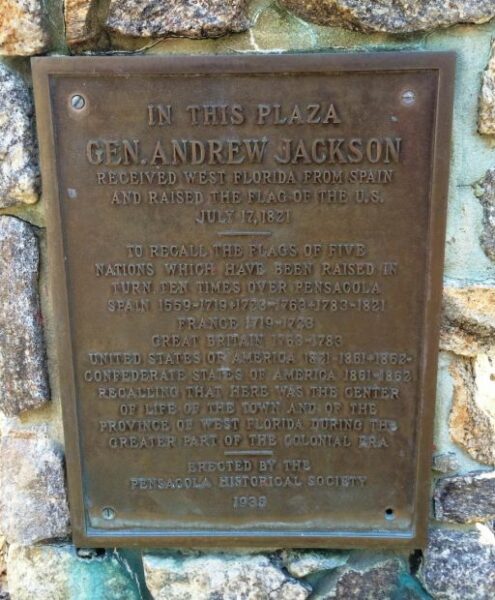 IN THIS PLAZA
GEN. ANDREW JACKSON
RECEIVED WEST FLORIDA FROM SPAIN
AND RAISED THE FLAG OF THE U.S.
JULY 17, 1821
TO RECALL THE FLAGS OF FIVE
NATIONS WHICH HAVE BEEN RAISED IN
TURN TEN TIMES OVER PENSACOLA
SPAIN 1559-1719 • 1723-1763 • 1783-1821
FRANCE 1719-1723
GREAT BRITAIN 1763-1783
UNITED STATES OF AMERICA 1821-1861 • 1862-
CONFEDERATE STATES OF AMERICA 1861-1862
RECALLING THAT HERE WAS THE CENTER
OF LIFE OF THE TOWN AND OF THE
PROVINCE OF WEST FLORIDA DURING THE
GREATER PART OF THE COLONIAL ERA
ERECTED BY THE
PENSACOLA HISTORICAL SOCIETY